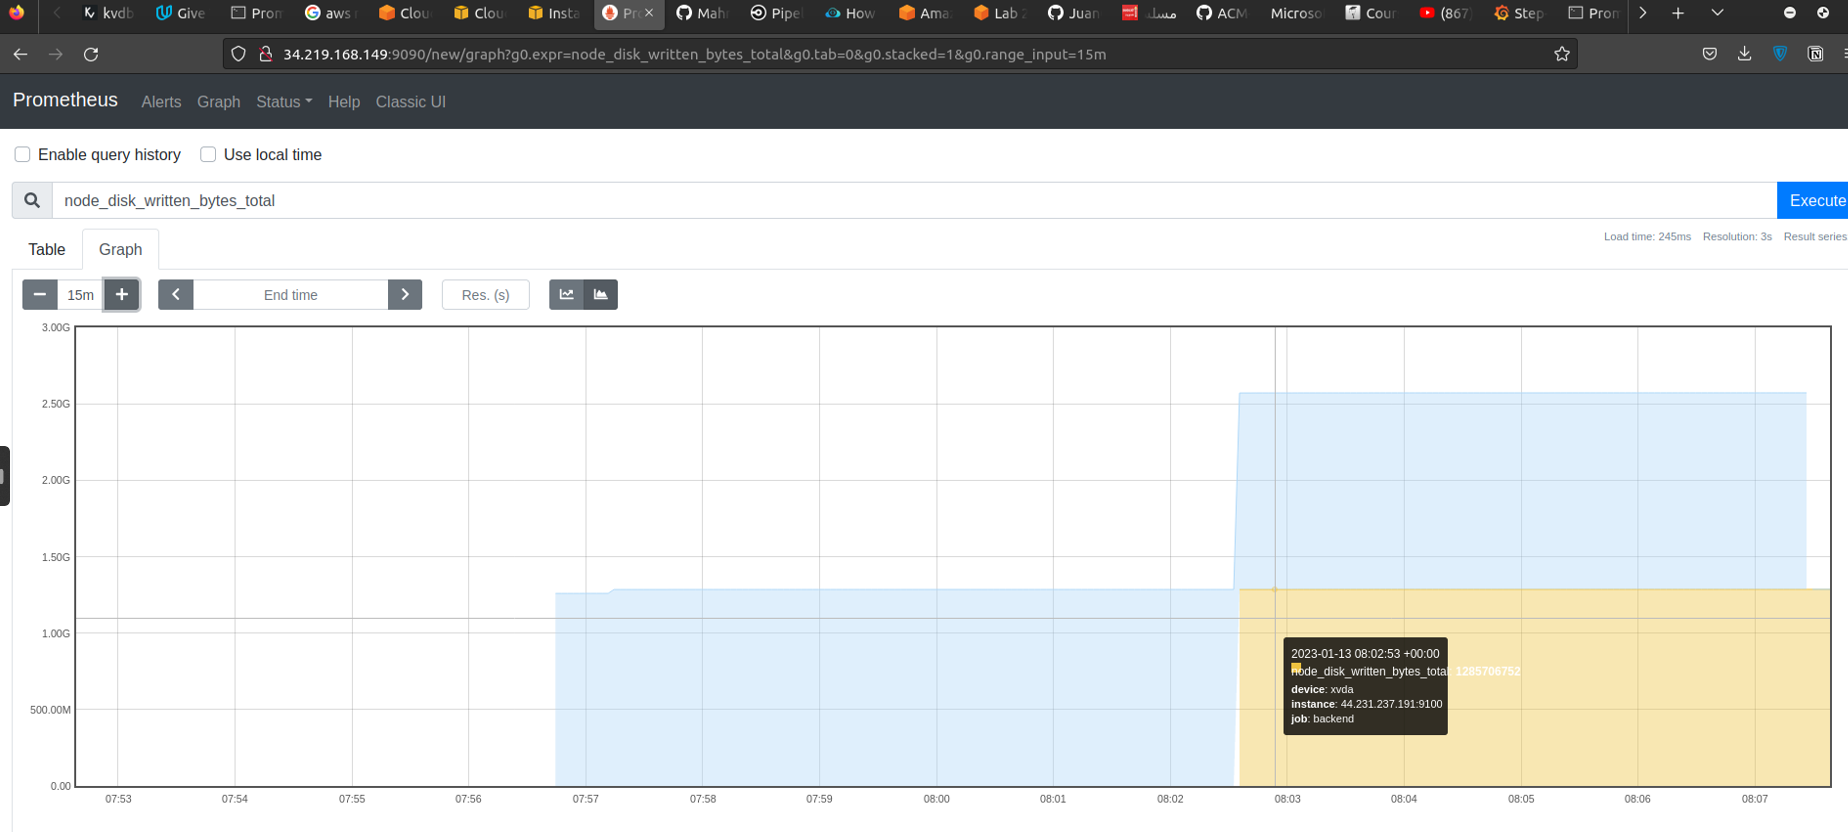 kvdb
Give
Prom
aws
Clou
Clou
Insta
Pr
Mah
Pipel
How
Ama
Lab 2
Juan
مسلد
ACM
Microso
Cour
(867)
Step
Prom
34.219.168.149:9090/new/graph?g0.expr=node_disk_written_bytes_total&g0.tab=0&g0.stacked=1&g0.range_input=15m
Prometheus Alerts Graph Status Help Classic UI
Enable query history Use local time
node_disk_written_bytes_total Execute
Load time: 245ms Resolution: 3s Result series
Table Graph
15m End time Res. (s)
3.00G
2.50G
2.00G
1.50G
1.00G
500.00M
0.00
2023-01-13 08:02:53 +00:00
node_disk_written_bytes_total: 1285706752
device: xvda
instance: 44.231.237.191:9100
job: backend
07:53 07:54 07:55 07:56 07:57 07:58 07:59 08:00 08:01 08:02 08:03 08:04 08:05 08:06 08:07